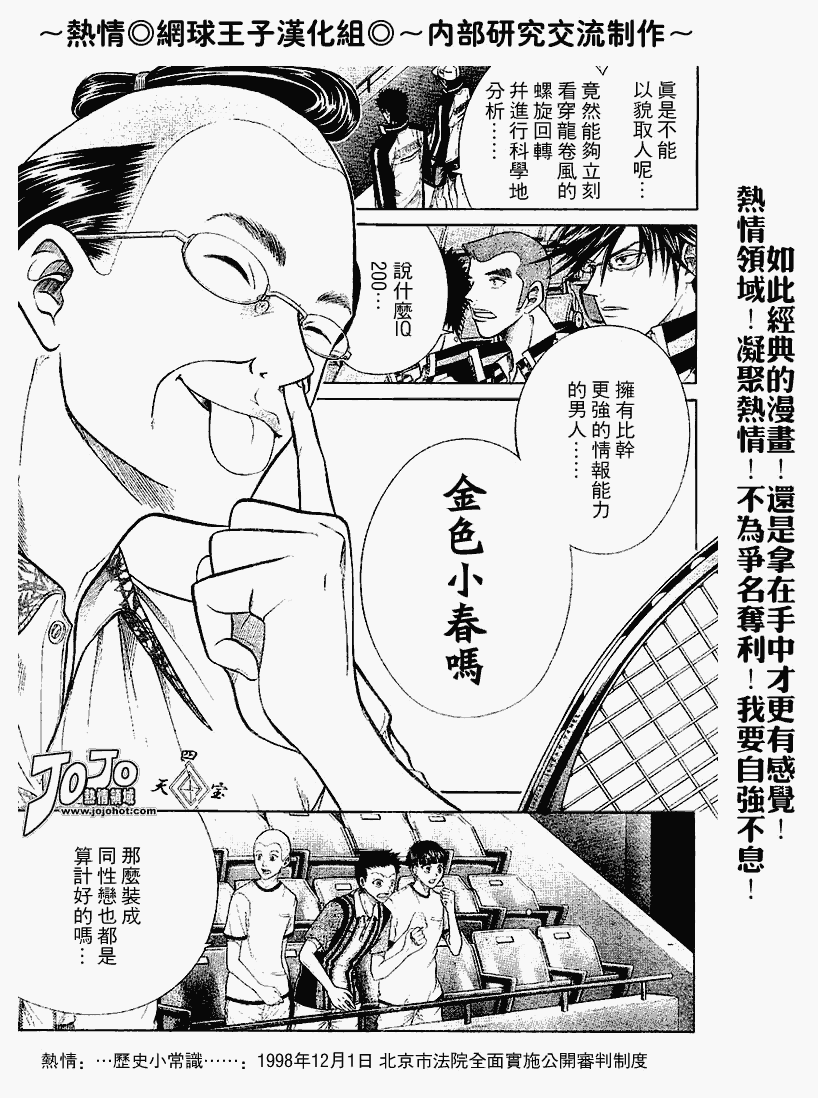 ～熱情◎網球王子漢化組◎～内部研究交流制作～
眞是不能
以貌取人呢…
竟然能夠立刻
看穿龍卷風的
螺旋回轉
幷進行科學地
分析……
說什麼IQ
200…
擁有比幹
更強的情報能力
的男人……
金色小春嗎
那麼裝成
同性戀也都是
算計好的嗎…
如此經典的漫畫！還是拿在手中才更有感覺！
熱情領域！凝聚熱情！不為爭名奪利！我要自強不息！
JOJO
熱情領域
www.jojohot.com
四
天 宝
熱情：…歷史小常識……：1998年12月1日 北京市法院全面實施公開審判制度